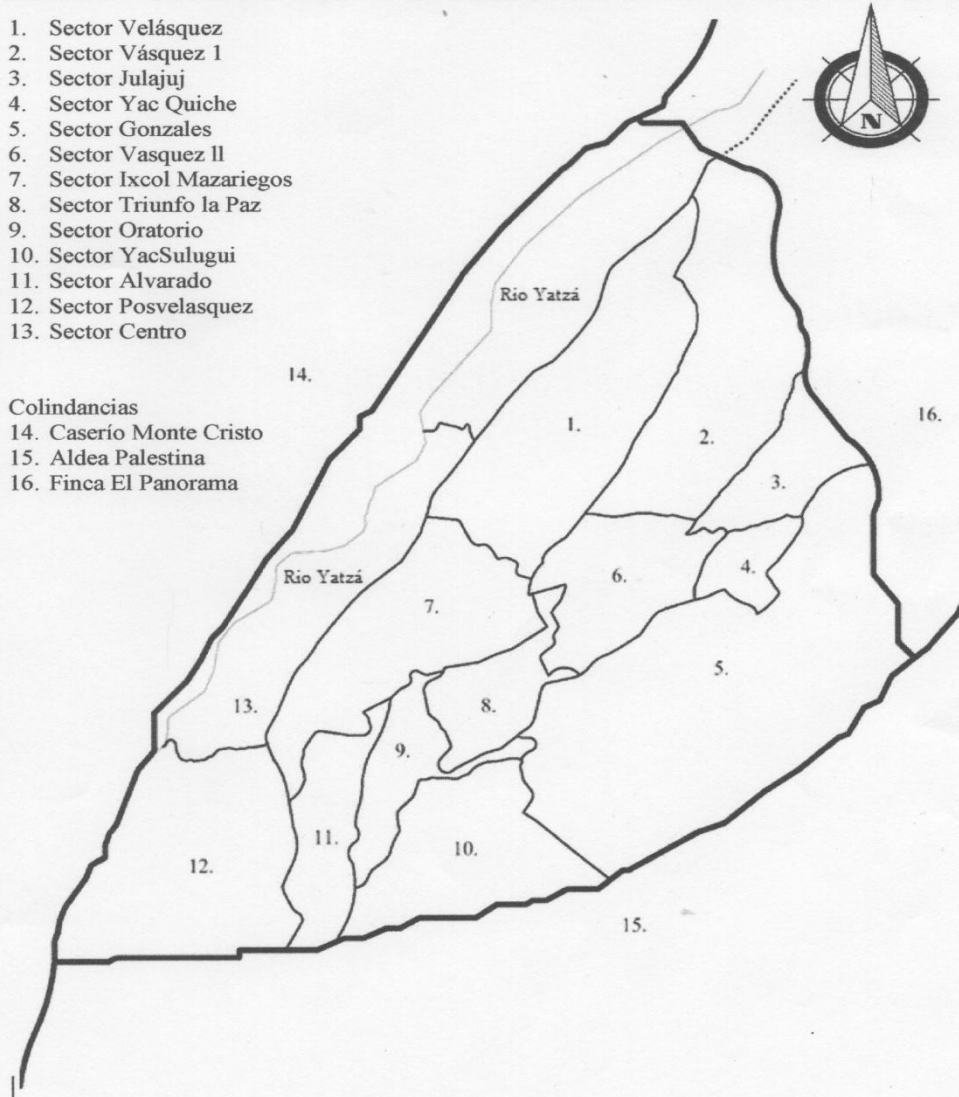 1. Sector Velásquez
2. Sector Vásquez 1
3. Sector Julajuj
4. Sector Yac Quiche
5. Sector Gonzales
6. Sector Vasquez ll
7. Sector Ixcol Mazariegos
8. Sector Triunfo la Paz
9. Sector Oratorio
10. Sector YacSulugui
11. Sector Alvarado
12. Sector Posvelasquez
13. Sector Centro
Colindancias
14. Caserío Monte Cristo
15. Aldea Palestina
16. Finca El Panorama
N
Rio Yatzá
14.
16.
1.
2.
3.
Rio Yatzá
6.
4.
7.
5.
13.
8.
9.
11.
10.
12.
15.